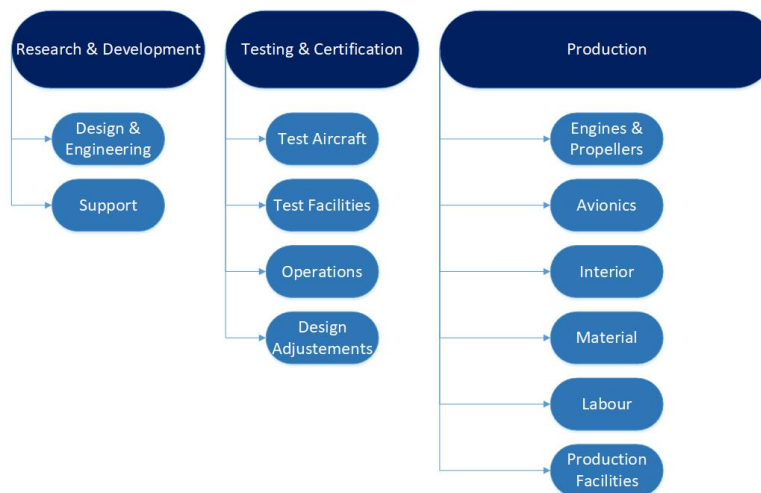 Research & Development
Design &
Engineering
Support
Testing & Certification
Test Aircraft
Test Facilities
Operations
Design
Adjustements
Production
Engines &
Propellers
Avionics
Interior
Material
Labour
Production
Facilities